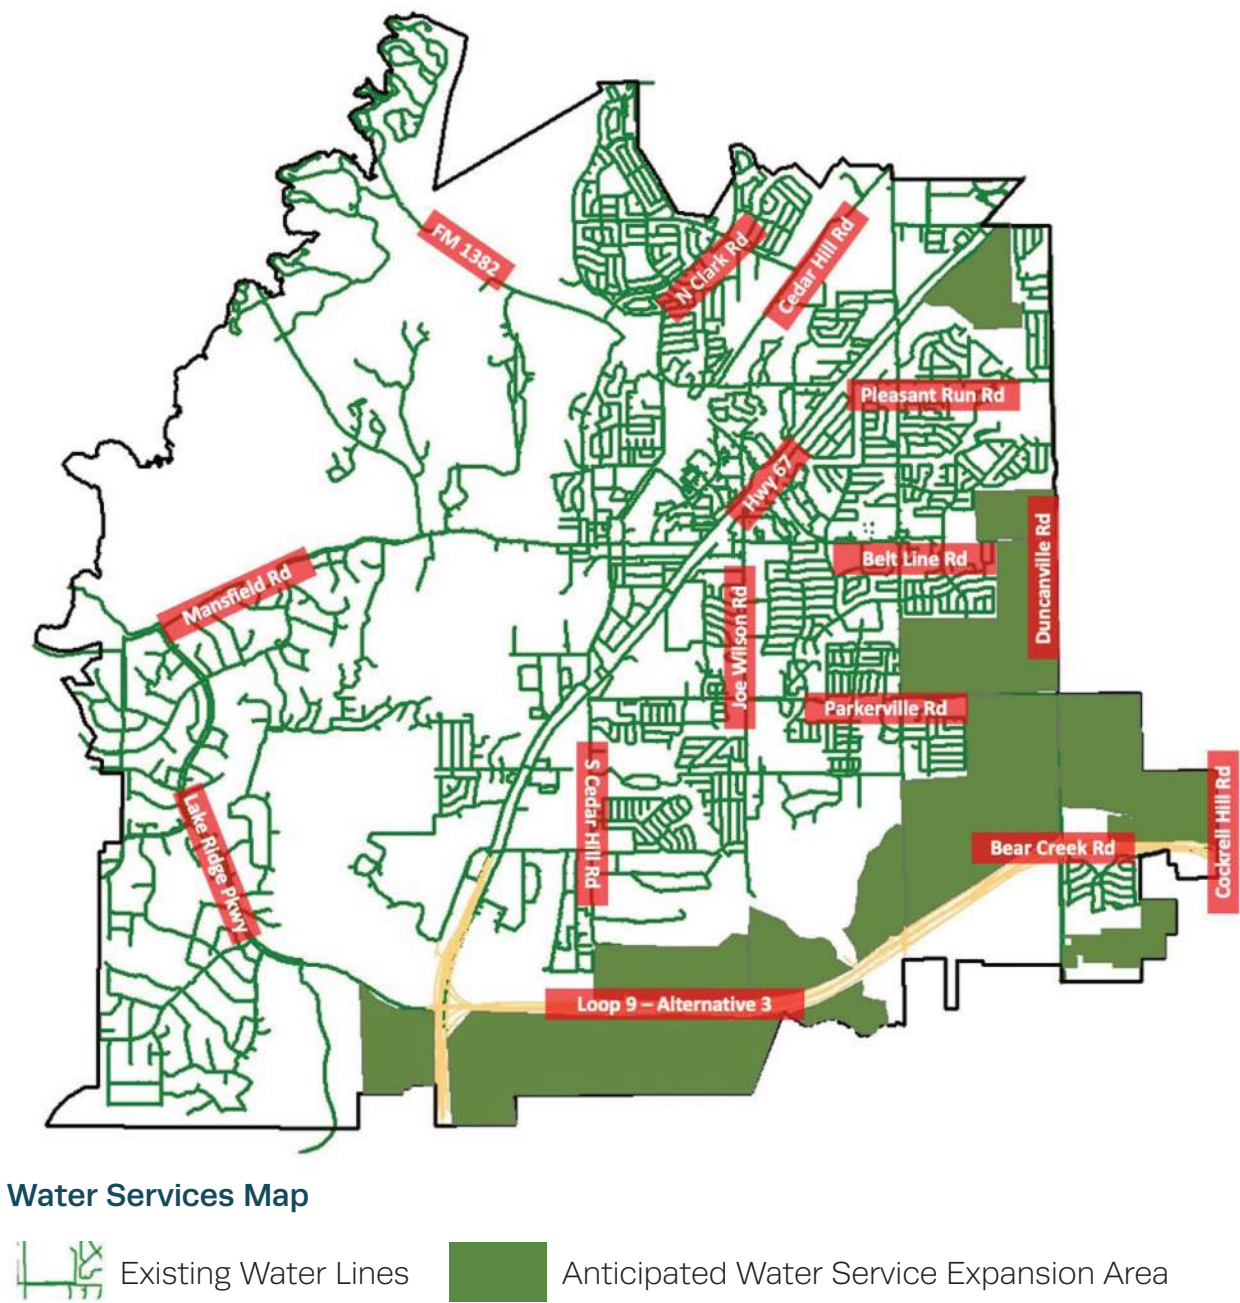 FM 1382
N Clark Rd
Cedar Hill Rd
Pleasant Run Rd
Hwy 67
Belt Line Rd
Duncanville Rd
Mansfield Rd
Joe Wilson Rd
Parkerville Rd
S Cedar Hill Rd
Lake Ridge Pkwy
Bear Creek Rd
Cockrell Hill Rd
Loop 9 – Alternative 3
Water Services Map
Existing Water Lines
Anticipated Water Service Expansion Area